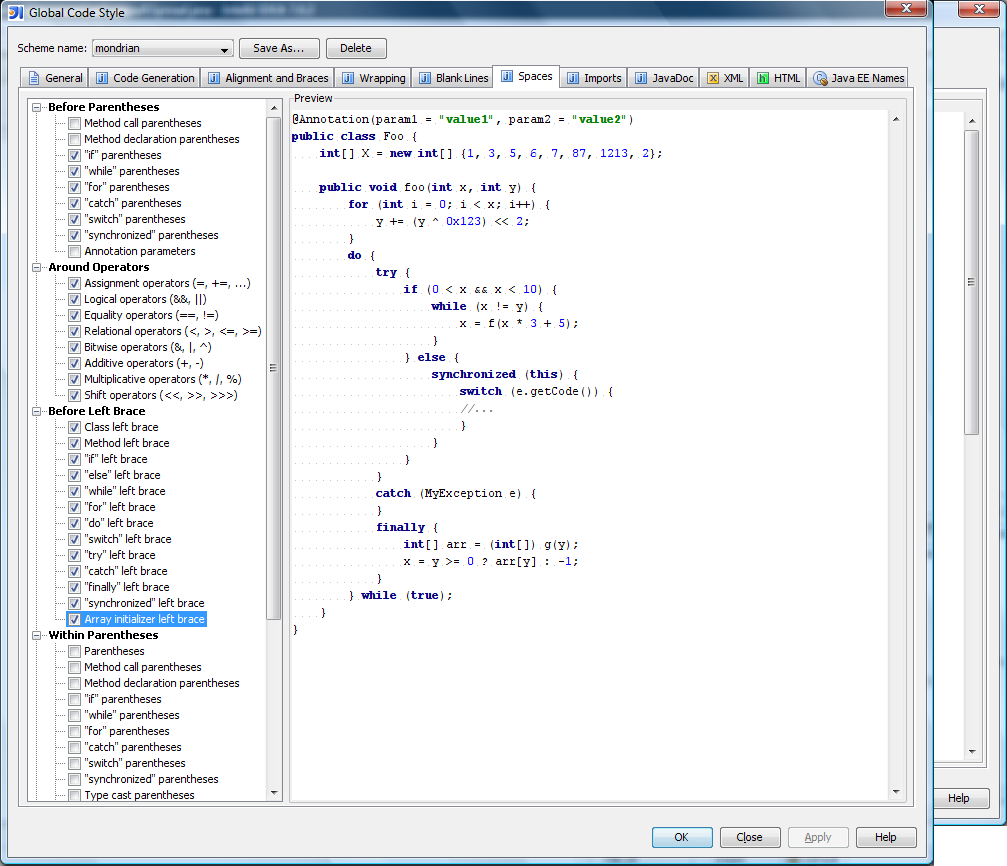 Global Code Style
Scheme name: mondrian Save As... Delete
General Code Generation Alignment and Braces Wrapping Blank Lines Spaces Imports JavaDoc XML HTML Java EE Names
Before Parentheses
Method call parentheses
Method declaration parentheses
"if" parentheses
"while" parentheses
"for" parentheses
"catch" parentheses
"switch" parentheses
"synchronized" parentheses
Annotation parameters
Around Operators
Assignment operators (=, +=, ...)
Logical operators (&&, ||)
Equality operators (==, !=)
Relational operators (<, >, <=, >=)
Bitwise operators (&, |, ^)
Additive operators (+, -)
Multiplicative operators (*, /, %)
Shift operators (<<, >>, >>>)
Before Left Brace
Class left brace
Method left brace
"if" left brace
"else" left brace
"while" left brace
"for" left brace
"do" left brace
"switch" left brace
"try" left brace
"catch" left brace
"finally" left brace
"synchronized" left brace
Array initializer left brace
Within Parentheses
Parentheses
Method call parentheses
Method declaration parentheses
"if" parentheses
"while" parentheses
"for" parentheses
"catch" parentheses
"switch" parentheses
"synchronized" parentheses
Type cast parentheses
Preview
@Annotation(param1 = "value1", param2 = "value2")
public class Foo {
int[] X = new int[] {1, 3, 5, 6, 7, 87, 1213, 2};
public void foo(int x, int y) {
for (int i = 0; i < x; i++) {
y += (y ^ 0x123) << 2;
}
do {
try {
if (0 < x && x < 10) {
while (x != y) {
x = f(x * 3 + 5);
}
} else {
synchronized (this) {
switch (e.getCode()) {
//...
}
}
}
}
catch (MyException e) {
}
finally {
int[] arr = (int[]) g(y);
x = y >= 0 ? arr[y] : -1;
}
} while (true);
}
}
Help
OK Close Apply Help